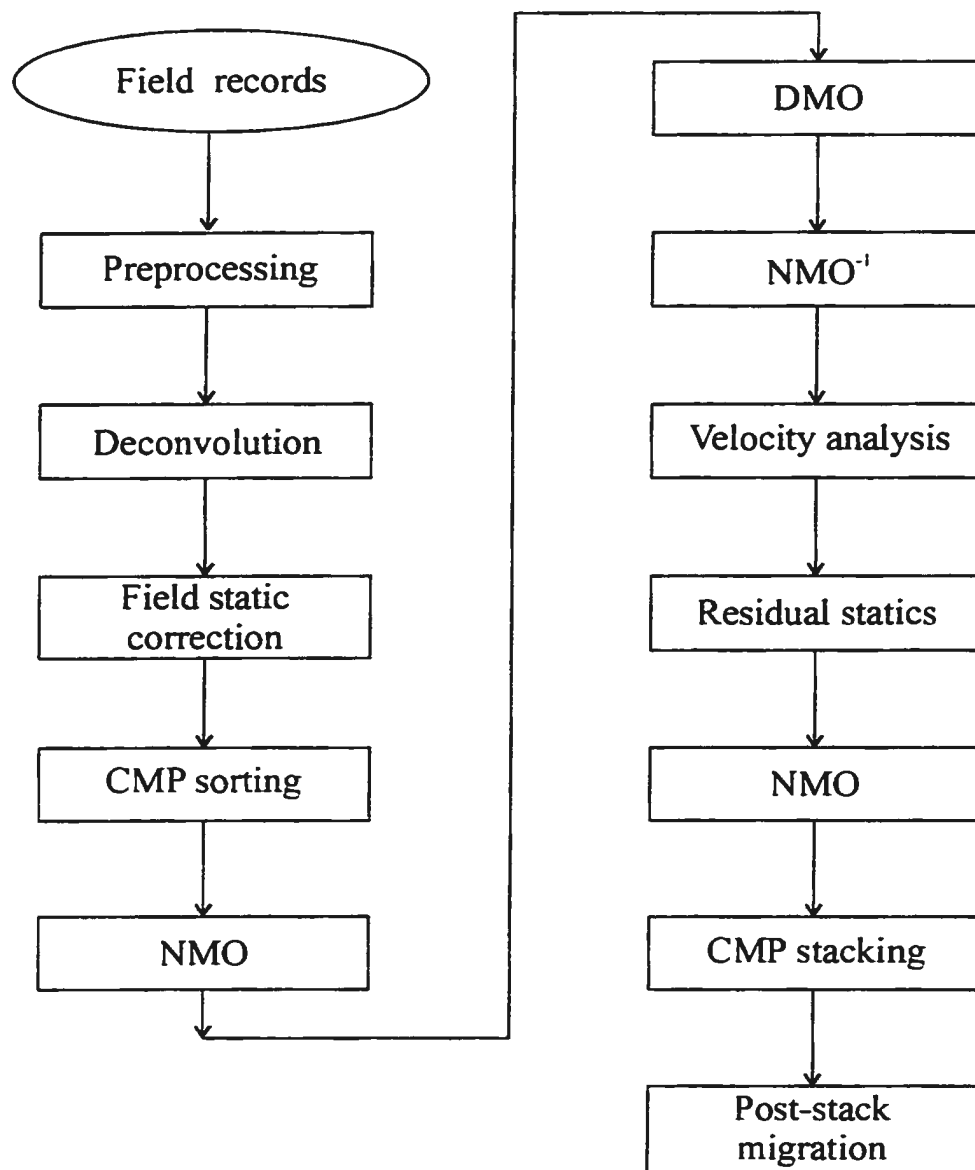 Field records
Preprocessing
Deconvolution
Field static
correction
CMP sorting
NMO
DMO
NMO⁻¹
Velocity analysis
Residual statics
NMO
CMP stacking
Post-stack
migration